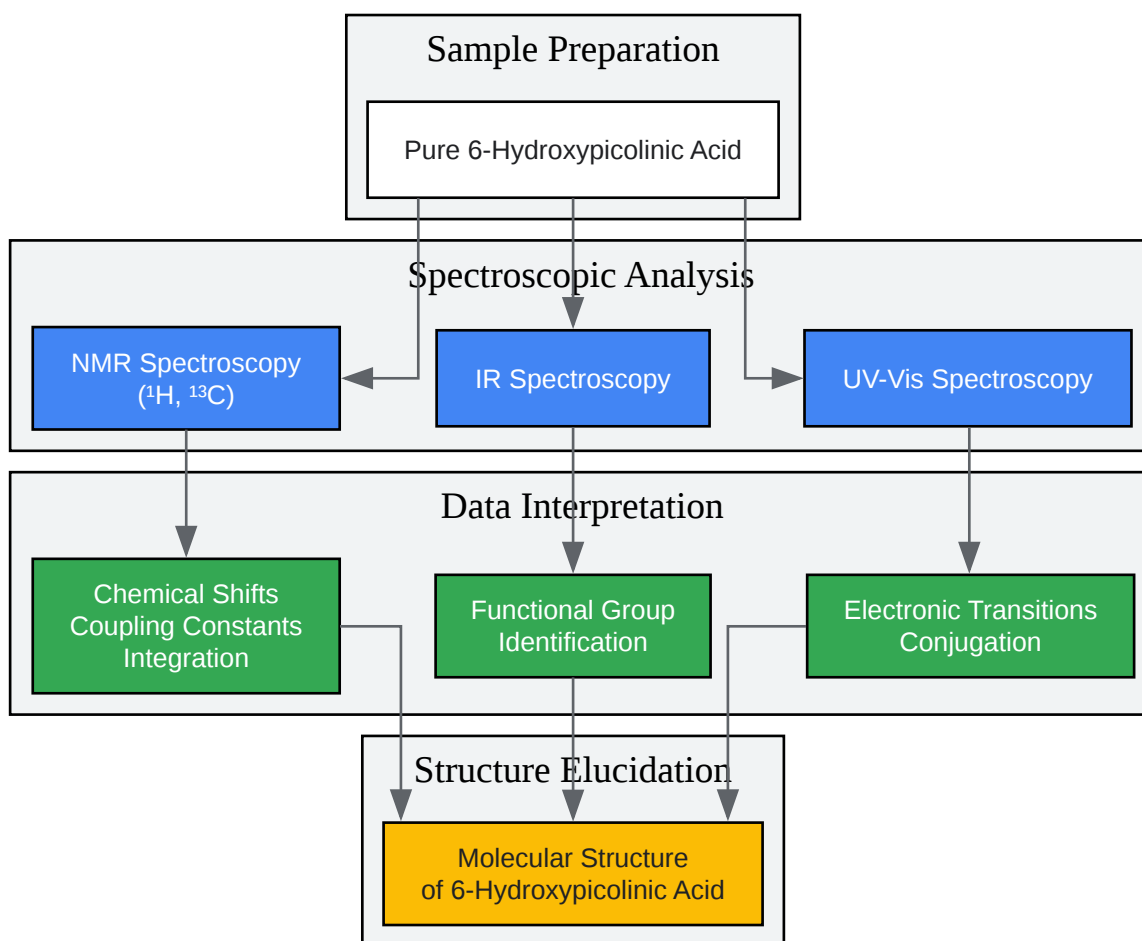 Sample Preparation
Pure 6-Hydroxypicolinic Acid
Spectroscopic Analysis
NMR Spectroscopy
(¹H, ¹³C)
IR Spectroscopy
UV-Vis Spectroscopy
Data Interpretation
Chemical Shifts
Coupling Constants
Integration
Functional Group
Identification
Electronic Transitions
Conjugation
Structure Elucidation
Molecular Structure
of 6-Hydroxypicolinic Acid